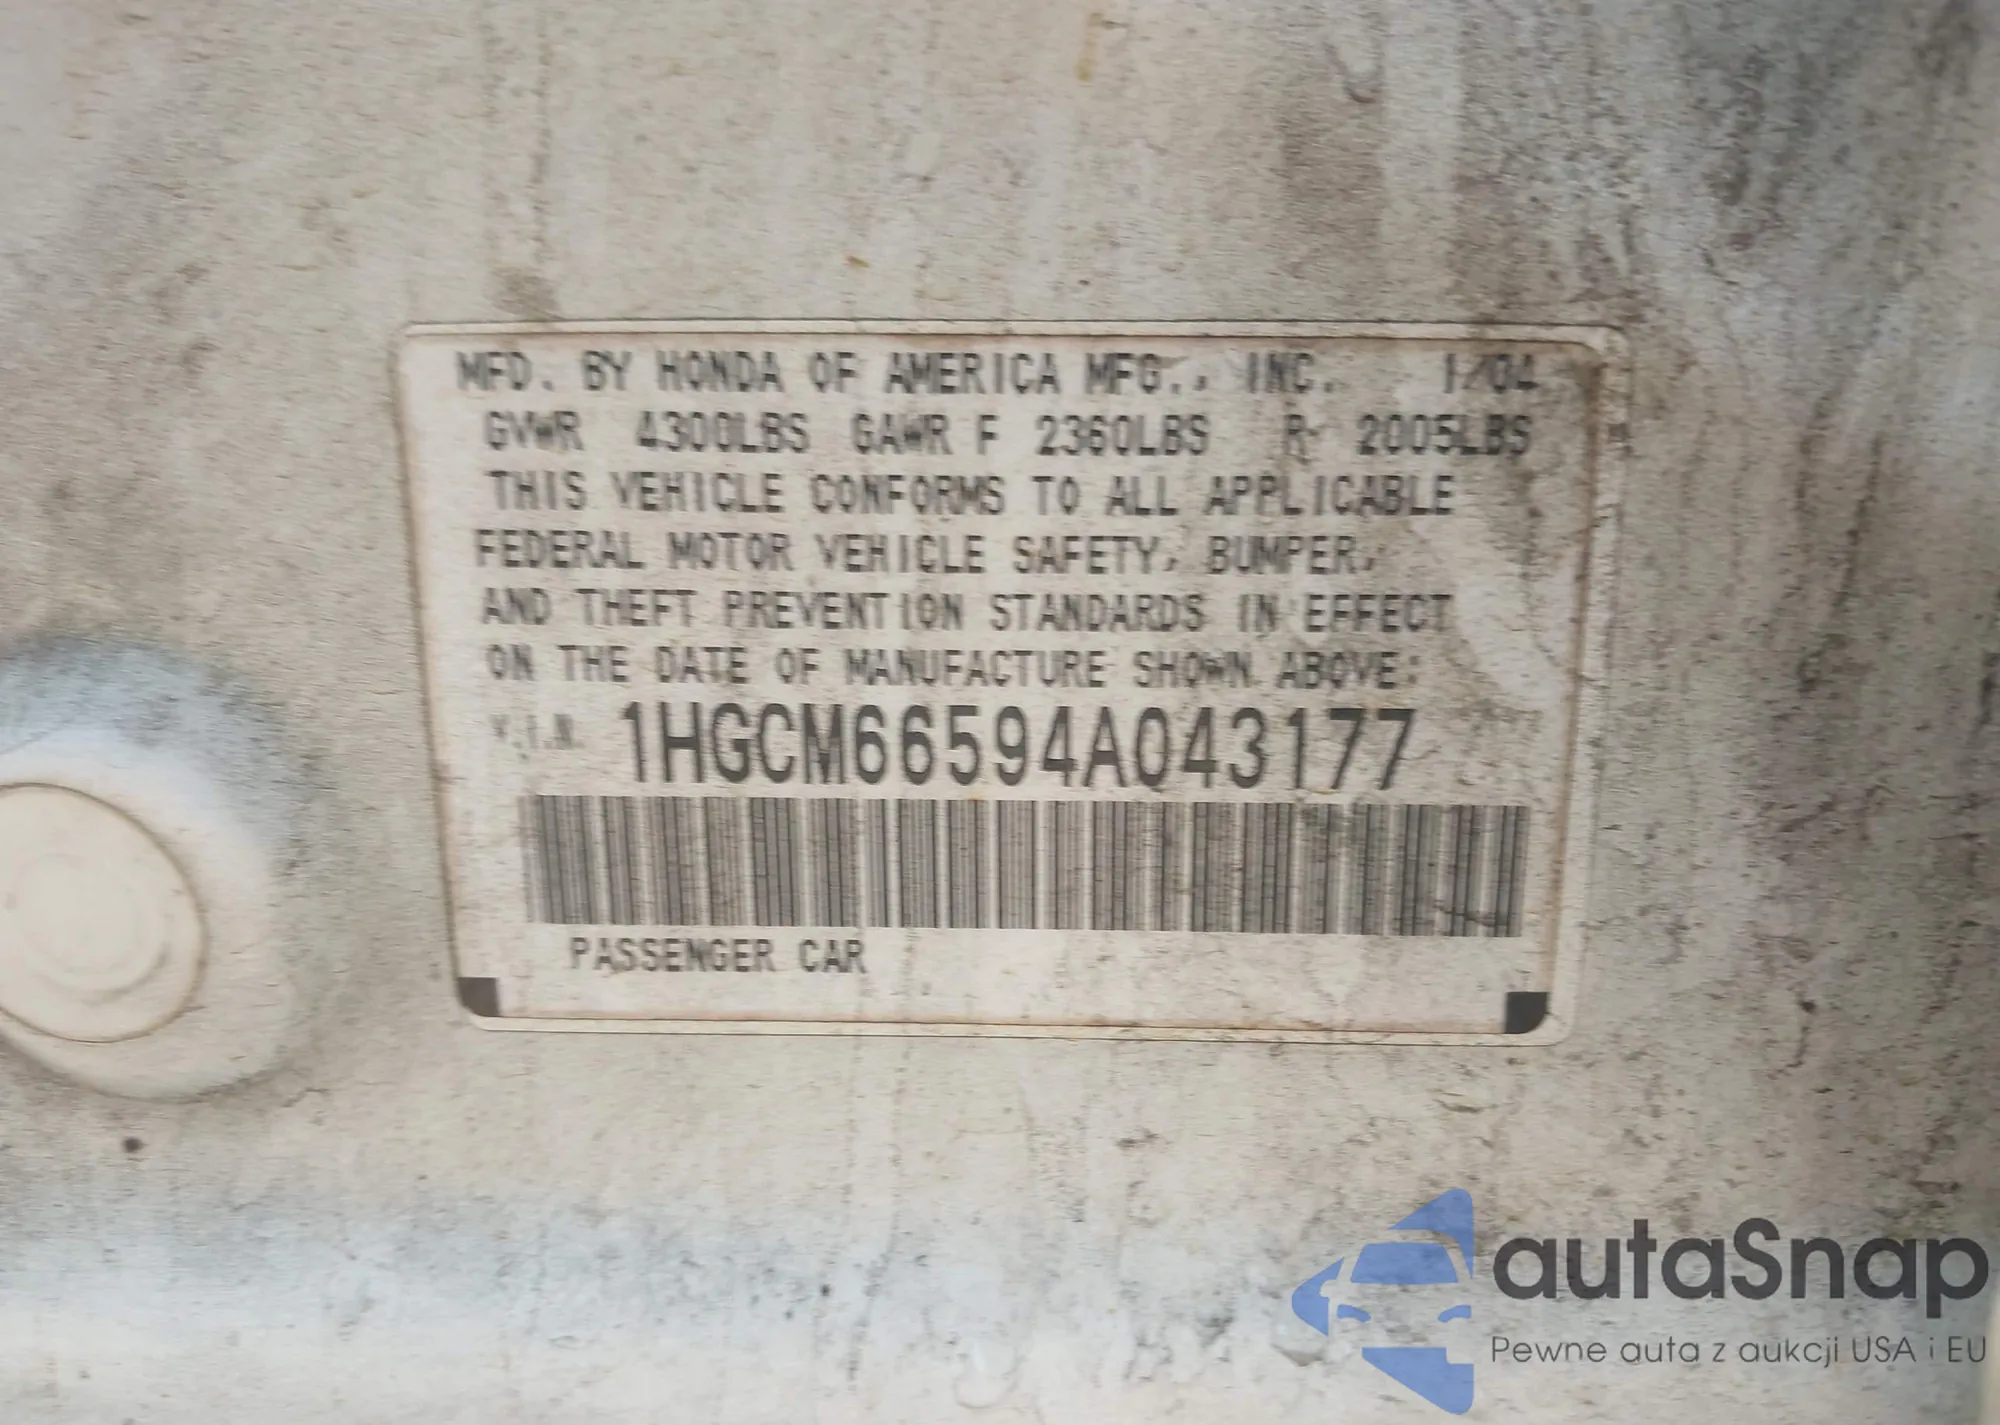 MFD. BY HONDA OF AMERICA MFG., INC. 1/04
GVWR 4300LBS GAWR F 2360LBS R 2005LBS
THIS VEHICLE CONFORMS TO ALL APPLICABLE
FEDERAL MOTOR VEHICLE SAFETY, BUMPER,
AND THEFT PREVENTION STANDARDS IN EFFECT
ON THE DATE OF MANUFACTURE SHOWN ABOVE:
V.I.N. 1HGCM66594A043177
PASSENGER CAR
autaSnap
Pewne auta z aukcji USA i EU